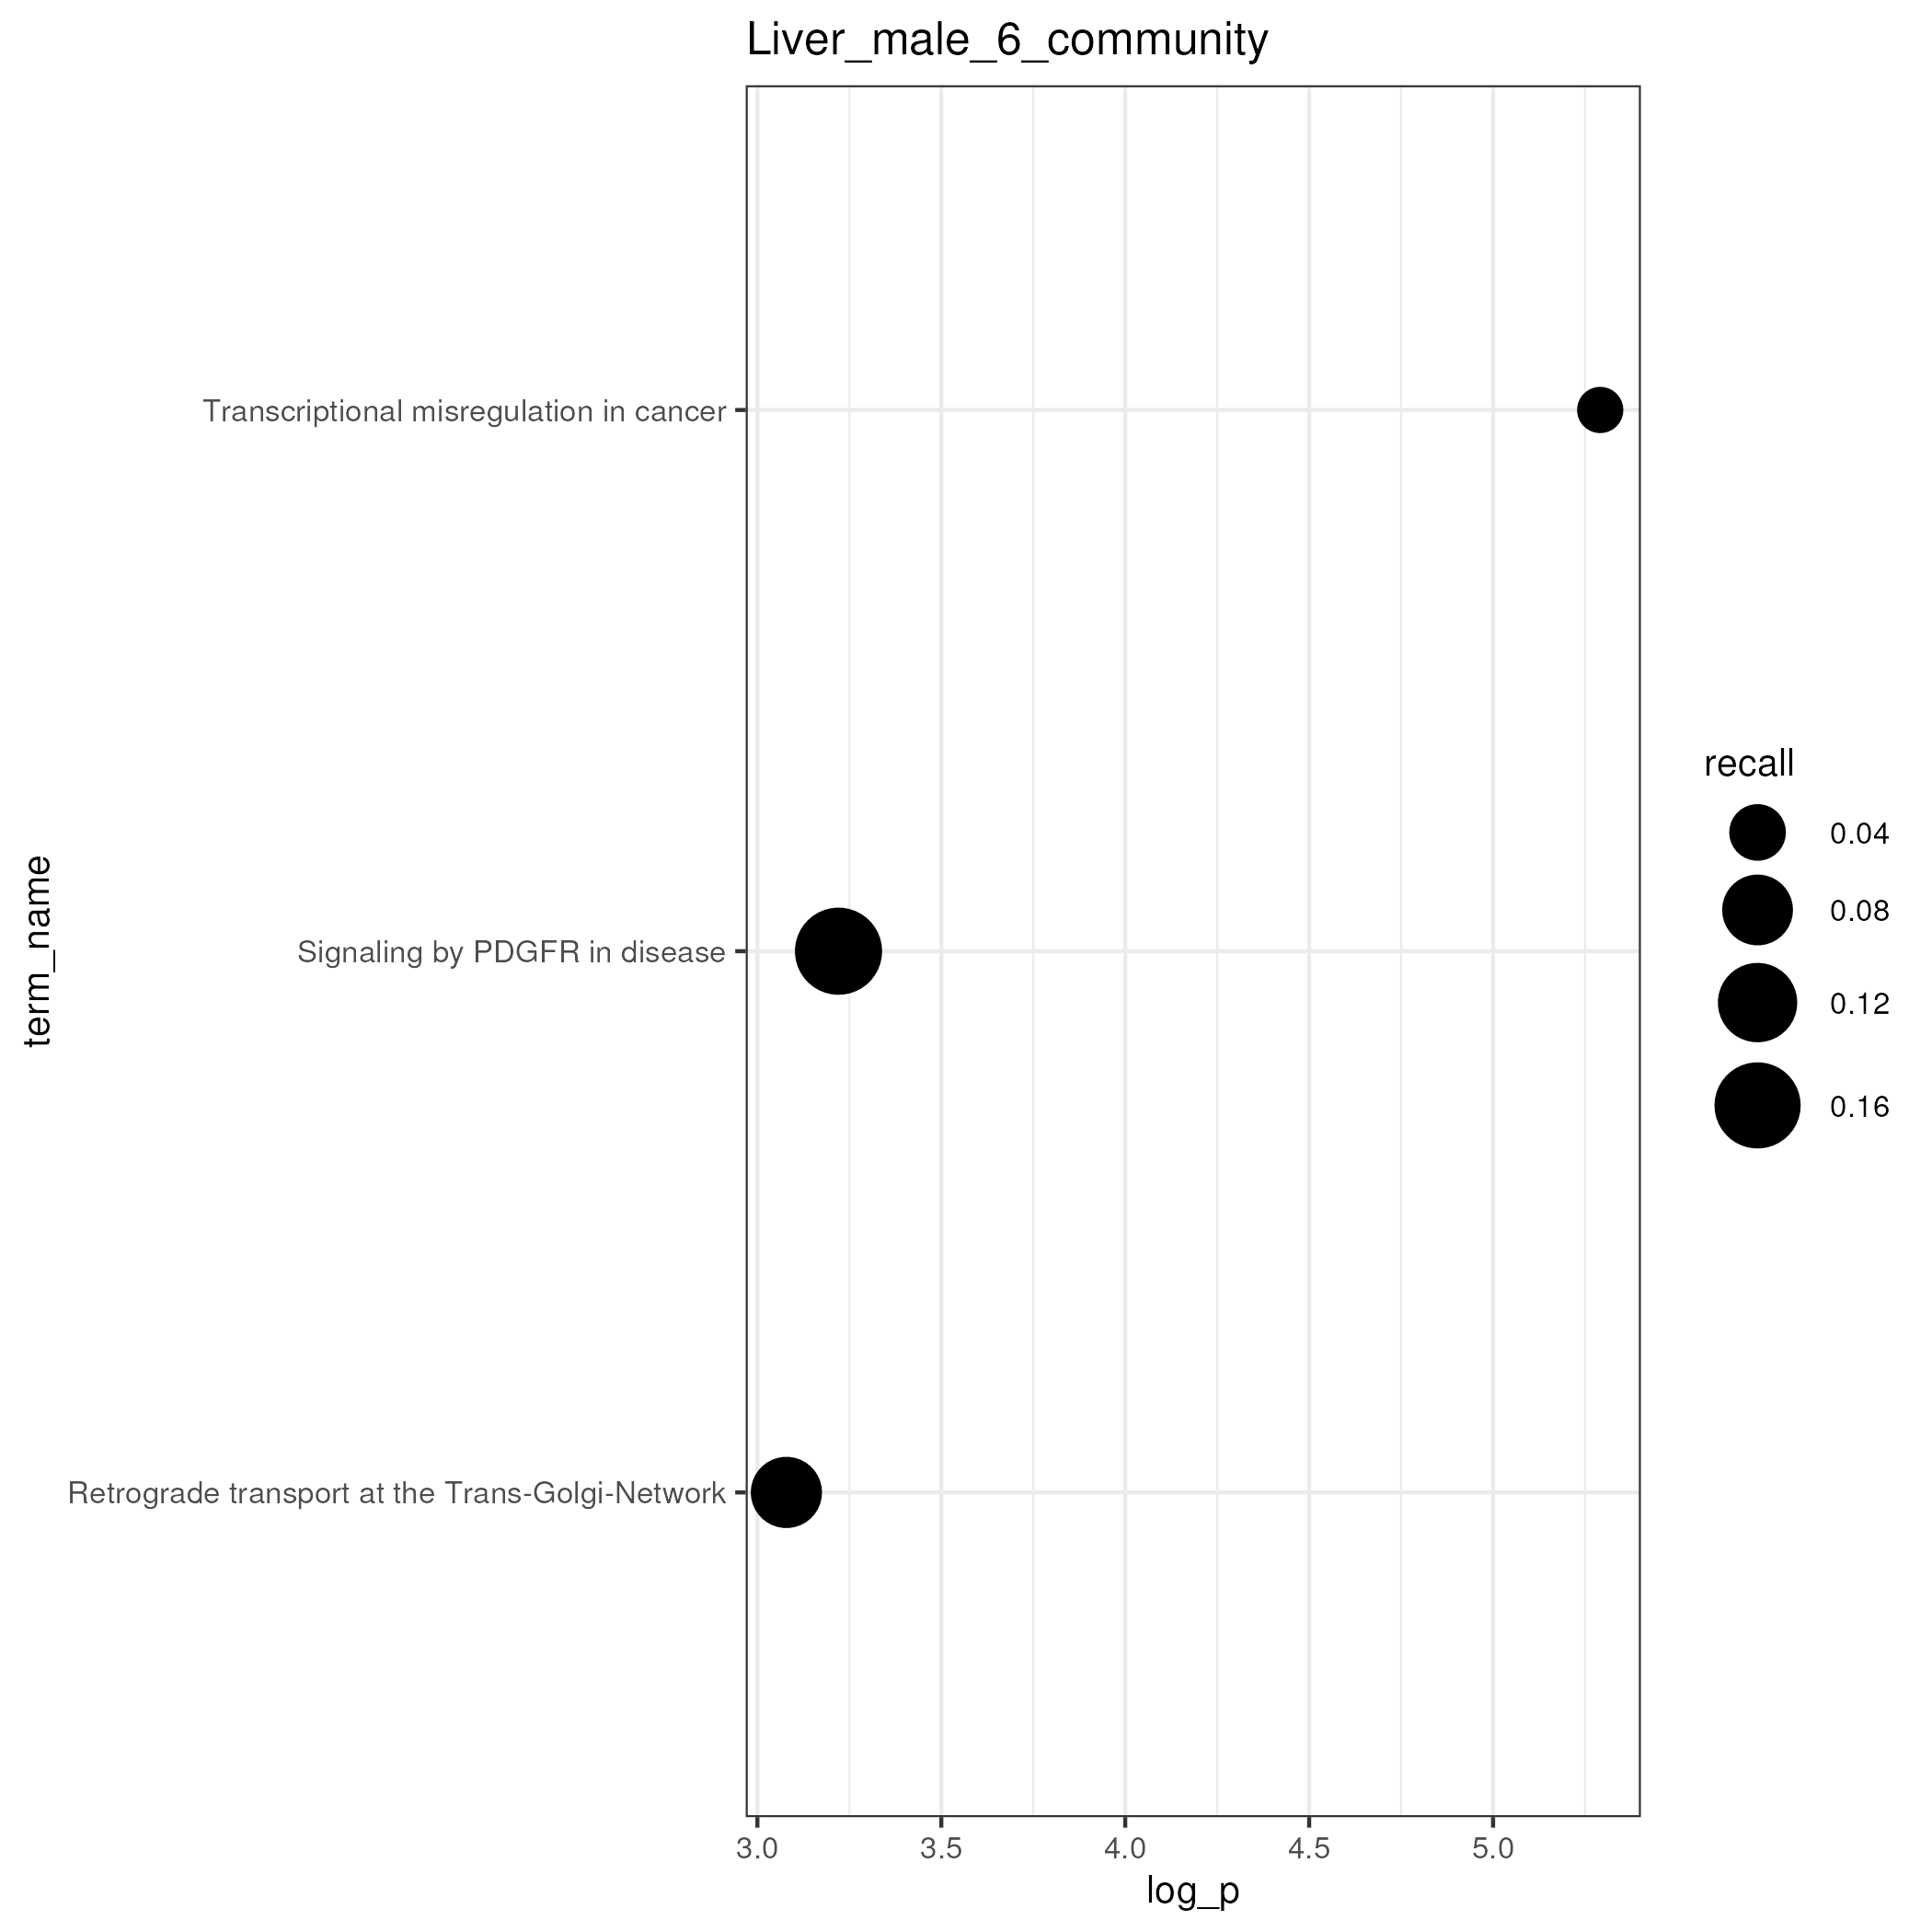 Liver_male_6_community
Transcriptional misregulation in cancer
Signaling by PDGFR in disease
Retrograde transport at the Trans-Golgi-Network
term_name
3.0 3.5 4.0 4.5 5.0
log_p
recall
0.04
0.08
0.12
0.16